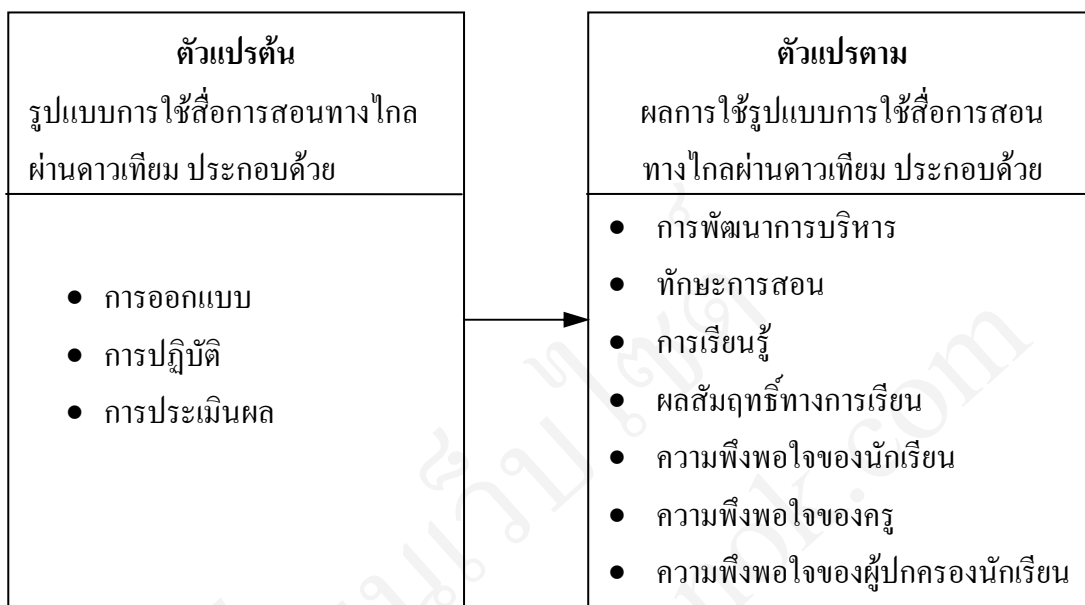 ตัวแปรต้น
รูปแบบการใช้สื่อการสอนทางไกล
ผ่านดาวเทียม ประกอบด้วย
• การออกแบบ
• การปฏิบัติ
• การประเมินผล
ตัวแปรตาม
ผลการใช้รูปแบบการใช้สื่อการสอน
ทางไกลผ่านดาวเทียม ประกอบด้วย
• การพัฒนาการบริหาร
• ทักษะการสอน
• การเรียนรู้
• ผลสัมฤทธิ์ทางการเรียน
• ความพึงพอใจของนักเรียน
• ความพึงพอใจของครู
• ความพึงพอใจของผู้ปกครองนักเรียน